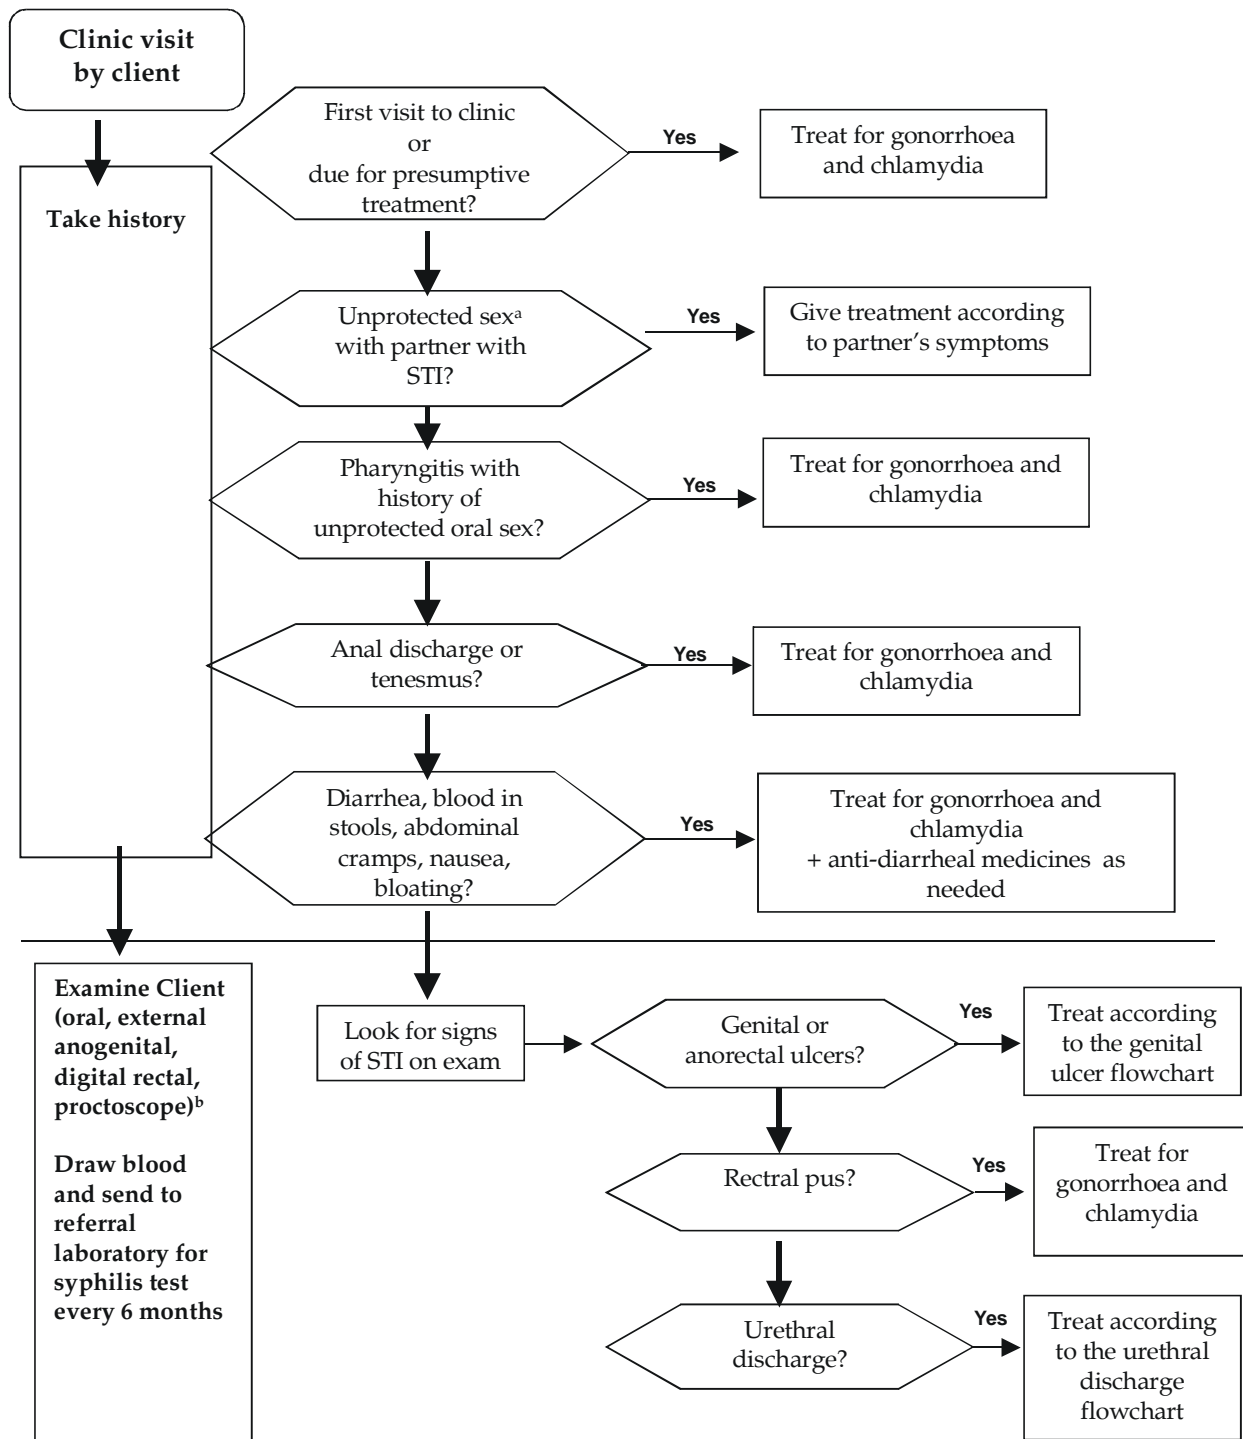 Clinic visit
by client
First visit to clinic
or
due for presumptive
treatment?
Yes
Treat for gonorrhoea
and chlamydia
Take history
Unprotected sexᵃ
with partner with
STI?
Yes
Give treatment according
to partner’s symptoms
Pharyngitis with
history of
unprotected oral sex?
Yes
Treat for gonorrhoea and
chlamydia
Anal discharge or
tenesmus?
Yes
Treat for gonorrhoea and
chlamydia
Diarrhea, blood in
stools, abdominal
cramps, nausea,
bloating?
Yes
Treat for gonorrhoea and
chlamydia
+ anti-diarrheal medicines as
needed
Examine Client
(oral, external
anogenital,
digital rectal,
proctoscope)ᵇ
Draw blood
and send to
referral
laboratory for
syphilis test
every 6 months
Look for signs
of STI on exam
Genital or
anorectal ulcers?
Yes
Treat according
to the genital
ulcer flowchart
Rectral pus?
Yes
Treat for
gonorrhoea and
chlamydia
Urethral
discharge?
Yes
Treat according
to the urethral
discharge
flowchart